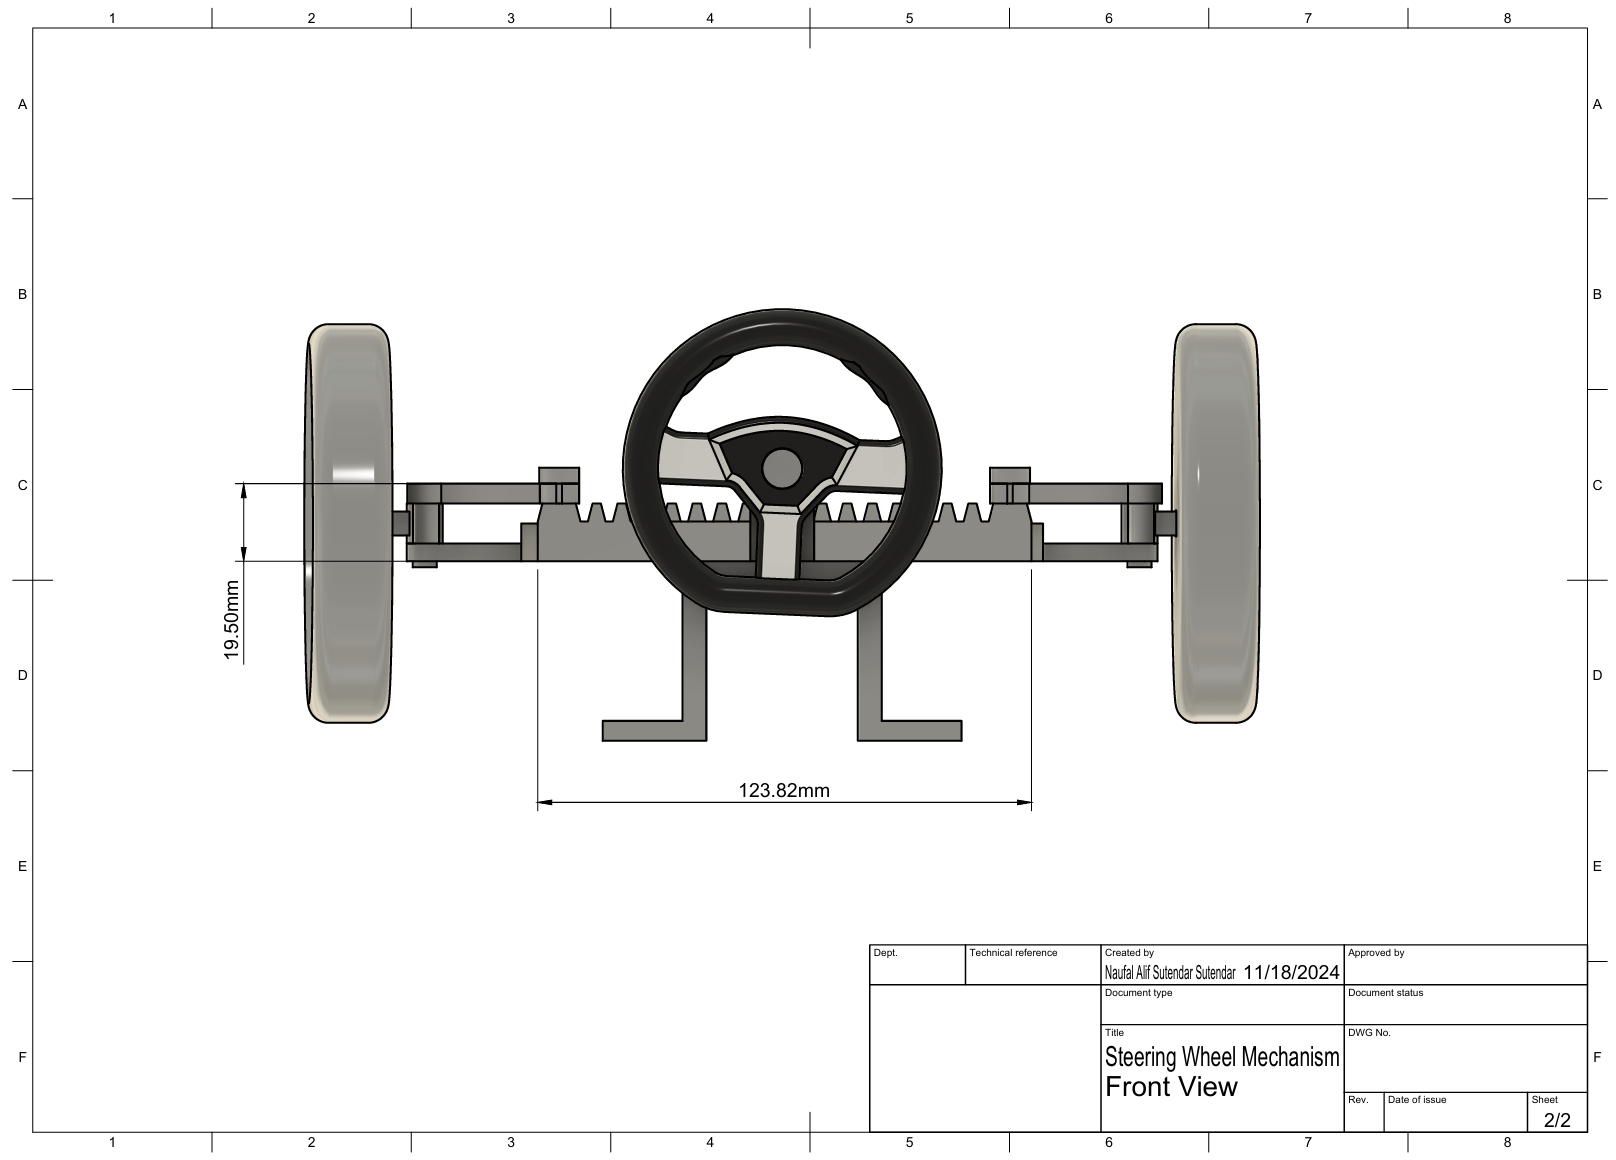 1 2 3 4 5 6 7 8
A A
B B
C C
19.50mm
D D
123.82mm
E E
Dept. Technical reference Created by Approved by
Naufal Alif Sutendar Sutendar 11/18/2024
Document type Document status
Title DWG No.
Steering Wheel Mechanism
F F
Front View
Rev. Date of issue Sheet
2/2
1 2 3 4 5 6 7 8